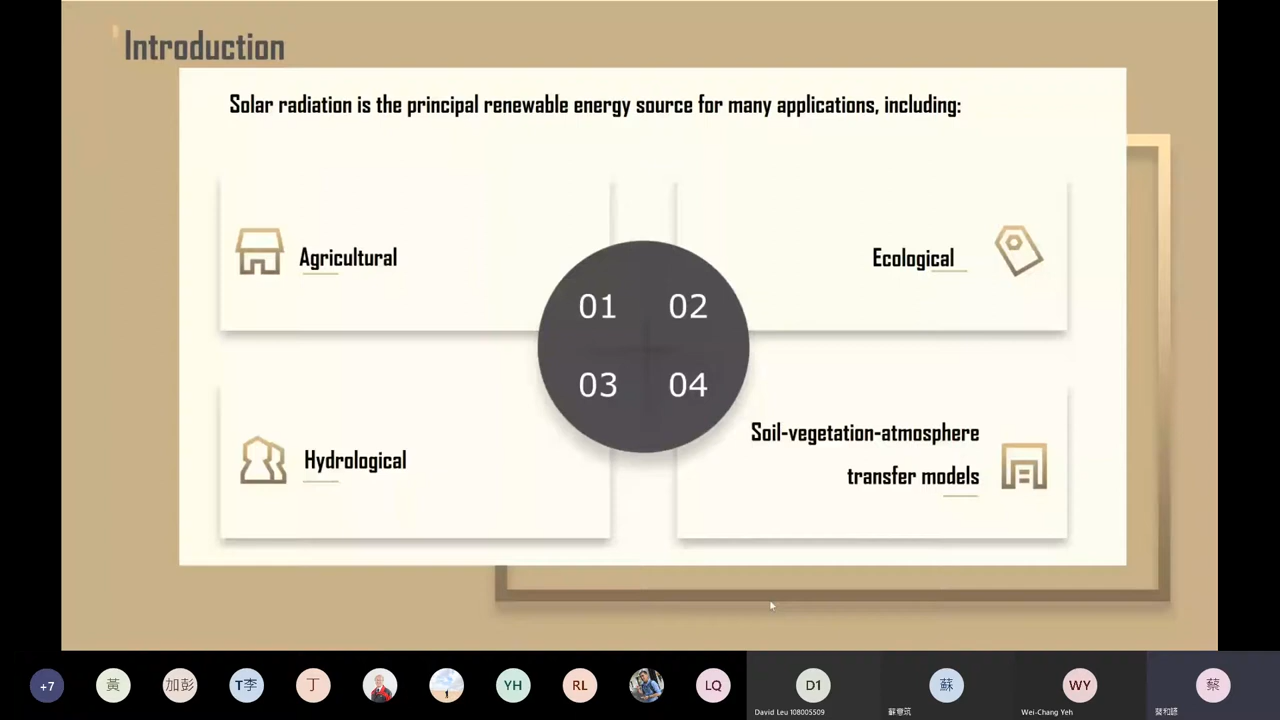 Introduction
Solar radiation is the principal renewable energy source for many applications, including:
Agricultural
Ecological
01 02
03 04
Hydrological
Soil-vegetation-atmosphere
transfer models
+7
黃
加彭
T李
丁
YH
RL
LQ
D1
蘇
WY
蔡
David Leu 108005509
Wei-Chang Yeh